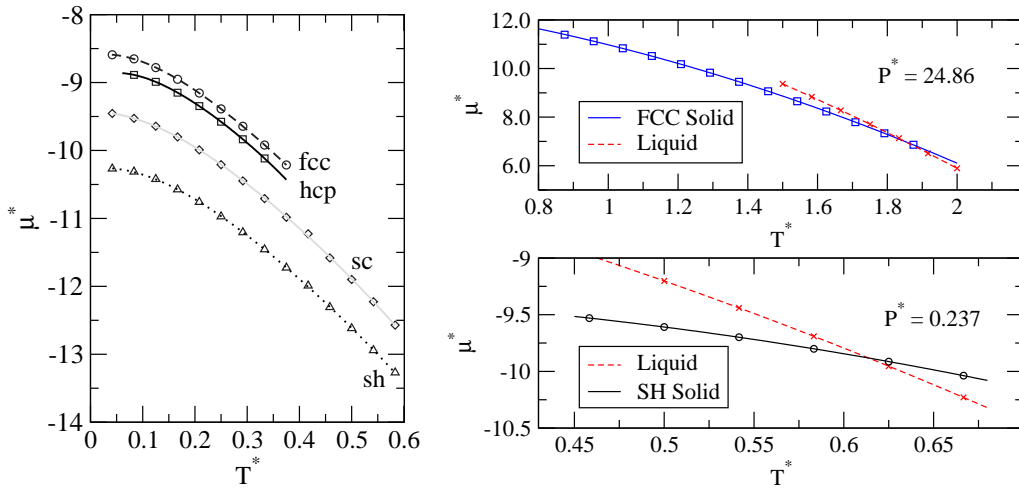 -8
-9
-10
-11
-12
-13
-14
μ*
0 0.1 0.2 0.3 0.4 0.5 0.6
T*
fcc
hcp
sc
sh
12.0
10.0
8.0
6.0
μ*
P* = 24.86
FCC Solid
Liquid
0.8 1 1.2 1.4 1.6 1.8 2
T*
-9
-9.5
-10
-10.5
μ*
P* = 0.237
Liquid
SH Solid
0.45 0.5 0.55 0.6 0.65
T*